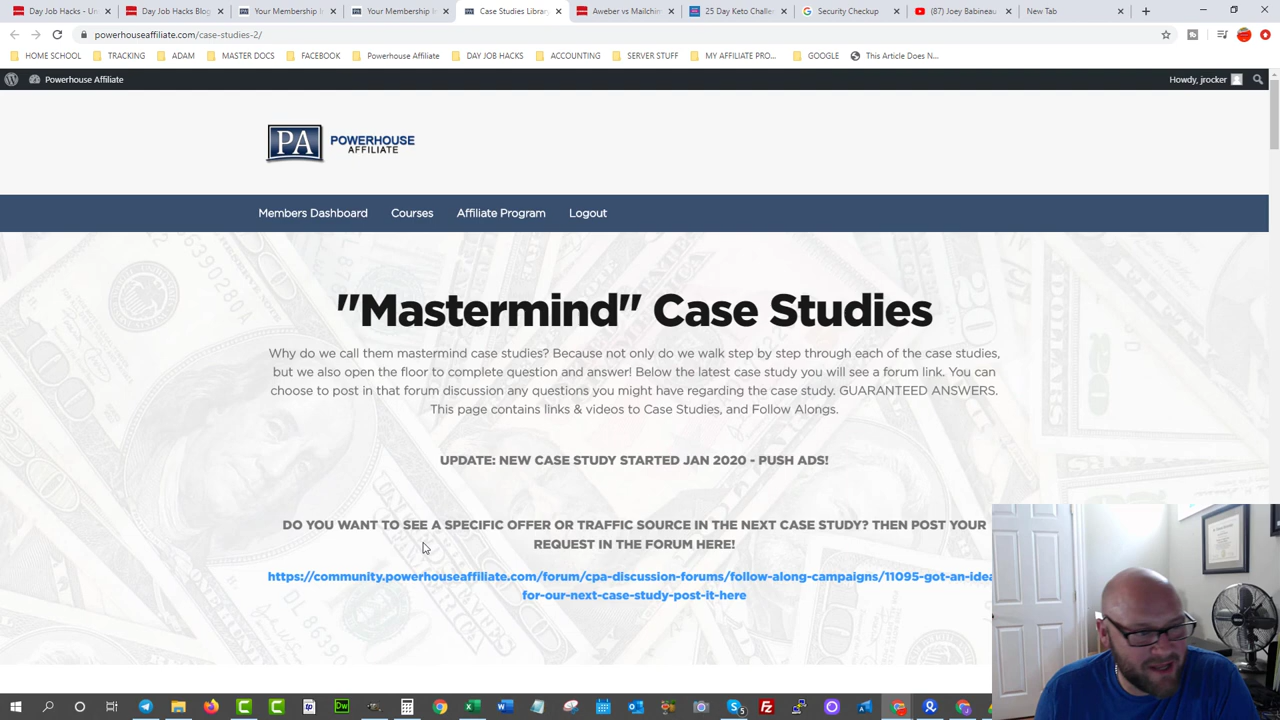 Day Job Hacks - U
Day Job Hacks Blog
Your Membership I
Your Membership I
Case Studies Library
Aweber vs Mailchim
25 Day Keto Challe
Security Checkup
(87) Joey Babineau
New Tab
powerhouseaffiliate.com/case-studies-2/
HOME SCHOOL
TRACKING
ADAM
MASTER DOCS
FACEBOOK
Powerhouse Affiliate
DAY JOB HACKS
ACCOUNTING
SERVER STUFF
MY AFFILIATE PRO...
GOOGLE
This Article Does N...
Powerhouse Affiliate
Howdy, jrocker
PA
POWERHOUSE
AFFILIATE
Members Dashboard
Courses
Affiliate Program
Logout
"Mastermind" Case Studies
Why do we call them mastermind case studies? Because not only do we walk step by step through each of the case studies,
but we also open the floor to complete question and answer! Below the latest case study you will see a forum link. You can
choose to post in that forum discussion any questions you might have regarding the case study. GUARANTEED ANSWERS.
This page contains links & videos to Case Studies, and Follow Alongs.
UPDATE: NEW CASE STUDY STARTED JAN 2020 - PUSH ADS!
DO YOU WANT TO SEE A SPECIFIC OFFER OR TRAFFIC SOURCE IN THE NEXT CASE STUDY? THEN POST YOUR
REQUEST IN THE FORUM HERE!
https://community.powerhouseaffiliate.com/forum/cpa-discussion-forums/follow-along-campaigns/11095-got-an-idea
for-our-next-case-study-post-it-here